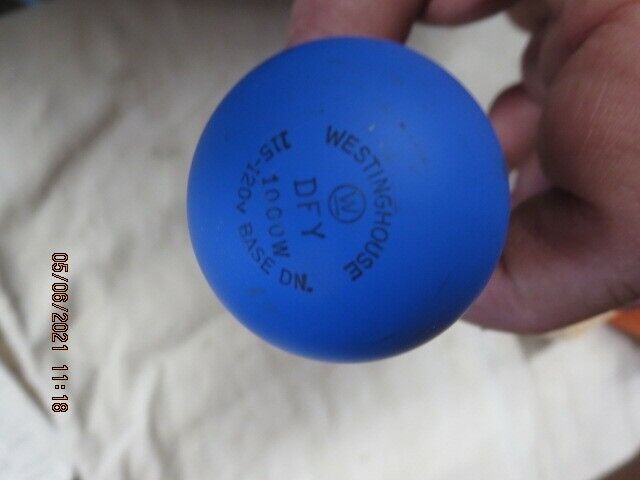 WESTINGHOUSE
W
DFY
1000W
115-120V BASE DN.
05/06/2021 11:18